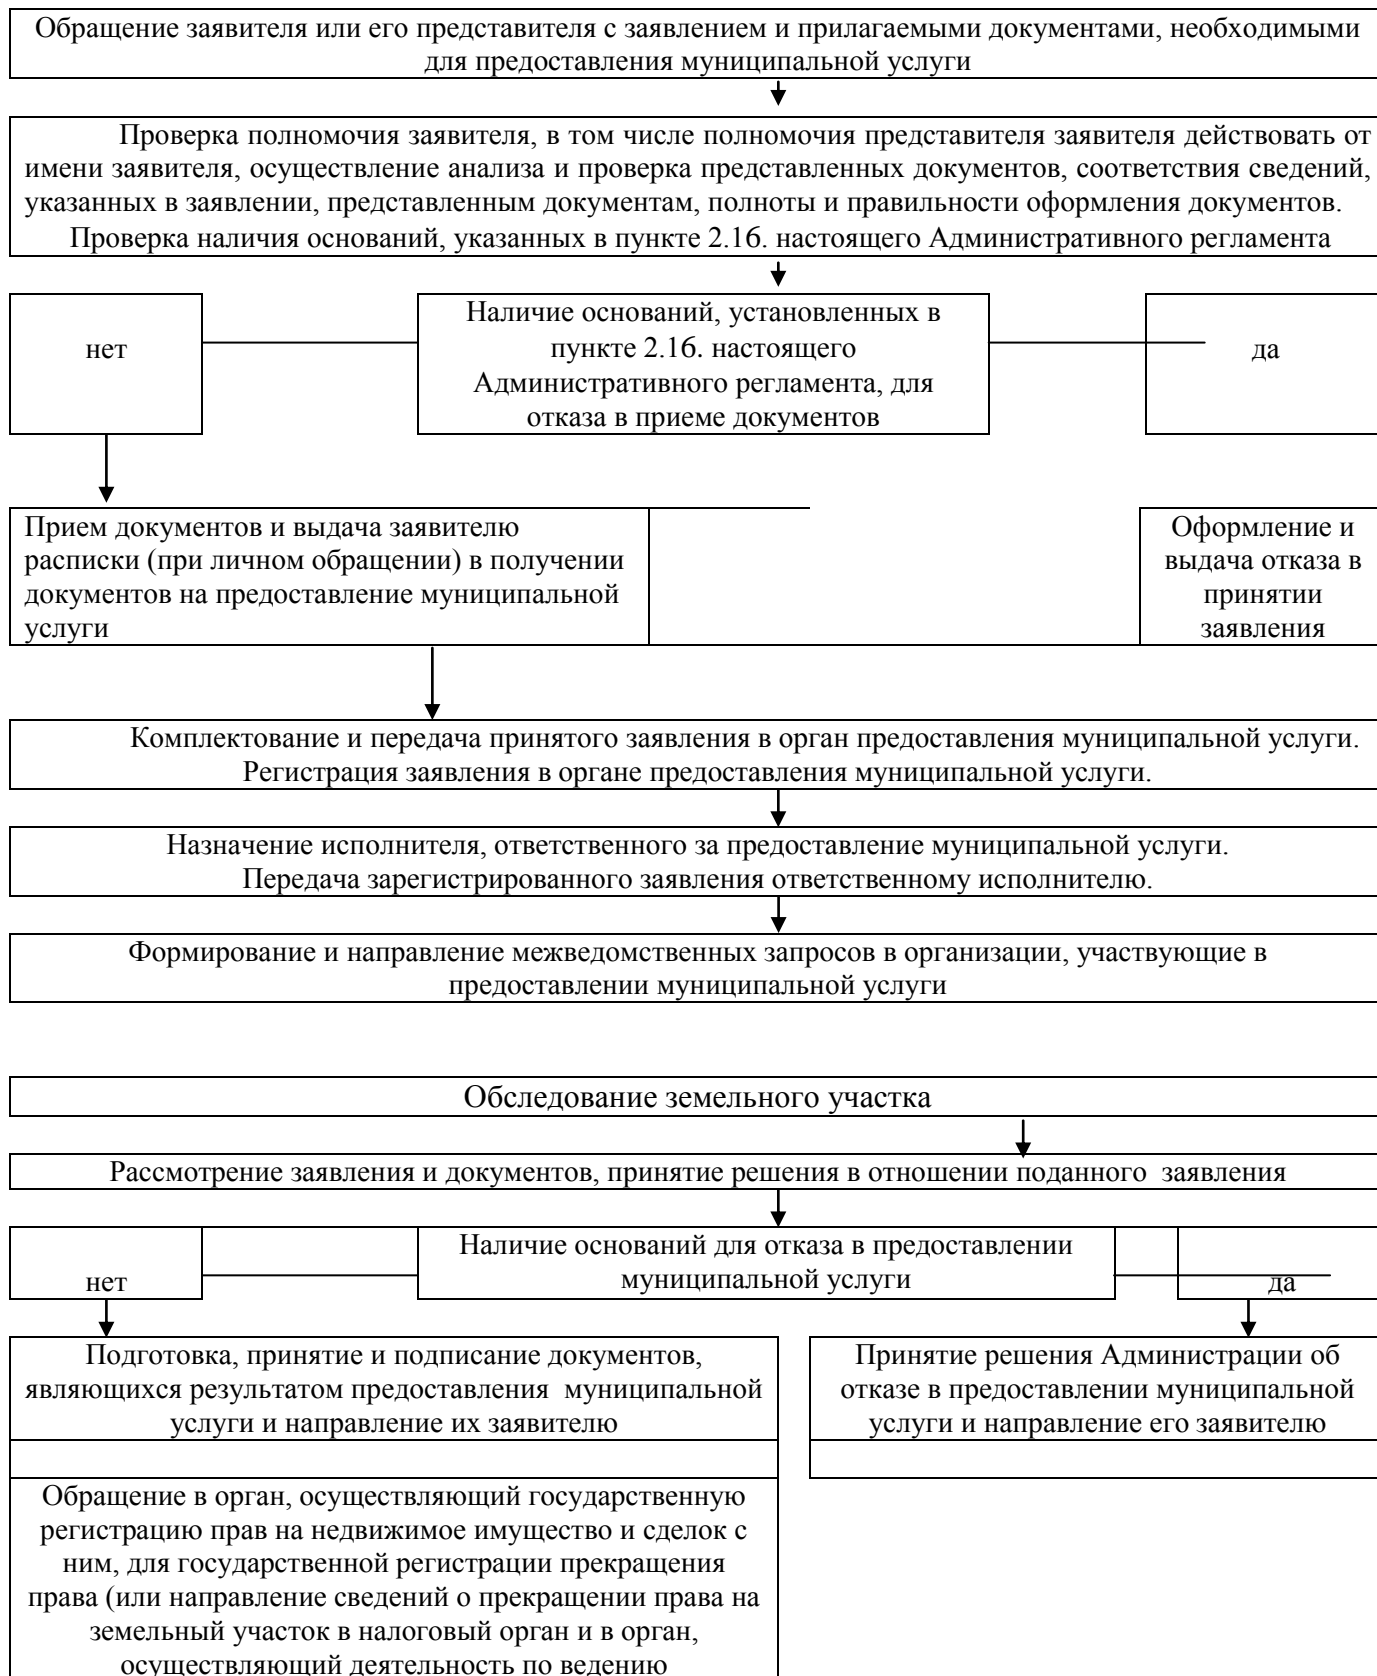 Обращение заявителя или его представителя с заявлением и прилагаемыми документами, необходимыми
для предоставления муниципальной услуги
Проверка полномочия заявителя, в том числе полномочия представителя заявителя действовать от
имени заявителя, осуществление анализа и проверка представленных документов, соответствия сведений,
указанных в заявлении, представленным документам, полноты и правильности оформления документов.
Проверка наличия оснований, указанных в пункте 2.16. настоящего Административного регламента
нет
Наличие оснований, установленных в
пункте 2.16. настоящего
Административного регламента, для
отказа в приеме документов
да
Прием документов и выдача заявителю
расписки (при личном обращении) в получении
документов на предоставление муниципальной
услуги
Оформление и
выдача отказа в
принятии
заявления
Комплектование и передача принятого заявления в орган предоставления муниципальной услуги.
Регистрация заявления в органе предоставления муниципальной услуги.
Назначение исполнителя, ответственного за предоставление муниципальной услуги.
Передача зарегистрированного заявления ответственному исполнителю.
Формирование и направление межведомственных запросов в организации, участвующие в
предоставлении муниципальной услуги
Обследование земельного участка
Рассмотрение заявления и документов, принятие решения в отношении поданного  заявления
нет
Наличие оснований для отказа в предоставлении
муниципальной услуги
да
Подготовка, принятие и подписание документов,
являющихся результатом предоставления  муниципальной
услуги и направление их заявителю
Принятие решения Администрации об
отказе в предоставлении муниципальной
услуги и направление его заявителю
Обращение в орган, осуществляющий государственную
регистрацию прав на недвижимое имущество и сделок с
ним, для государственной регистрации прекращения
права (или направление сведений о прекращении права на
земельный участок в налоговый орган и в орган,
осуществляющий деятельность по ведению